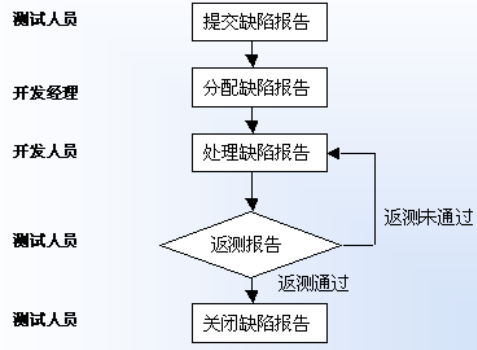 测试人员
提交缺陷报告
开发经理
分配缺陷报告
开发人员
处理缺陷报告
返测未通过
测试人员
返测报告
返测通过
测试人员
关闭缺陷报告